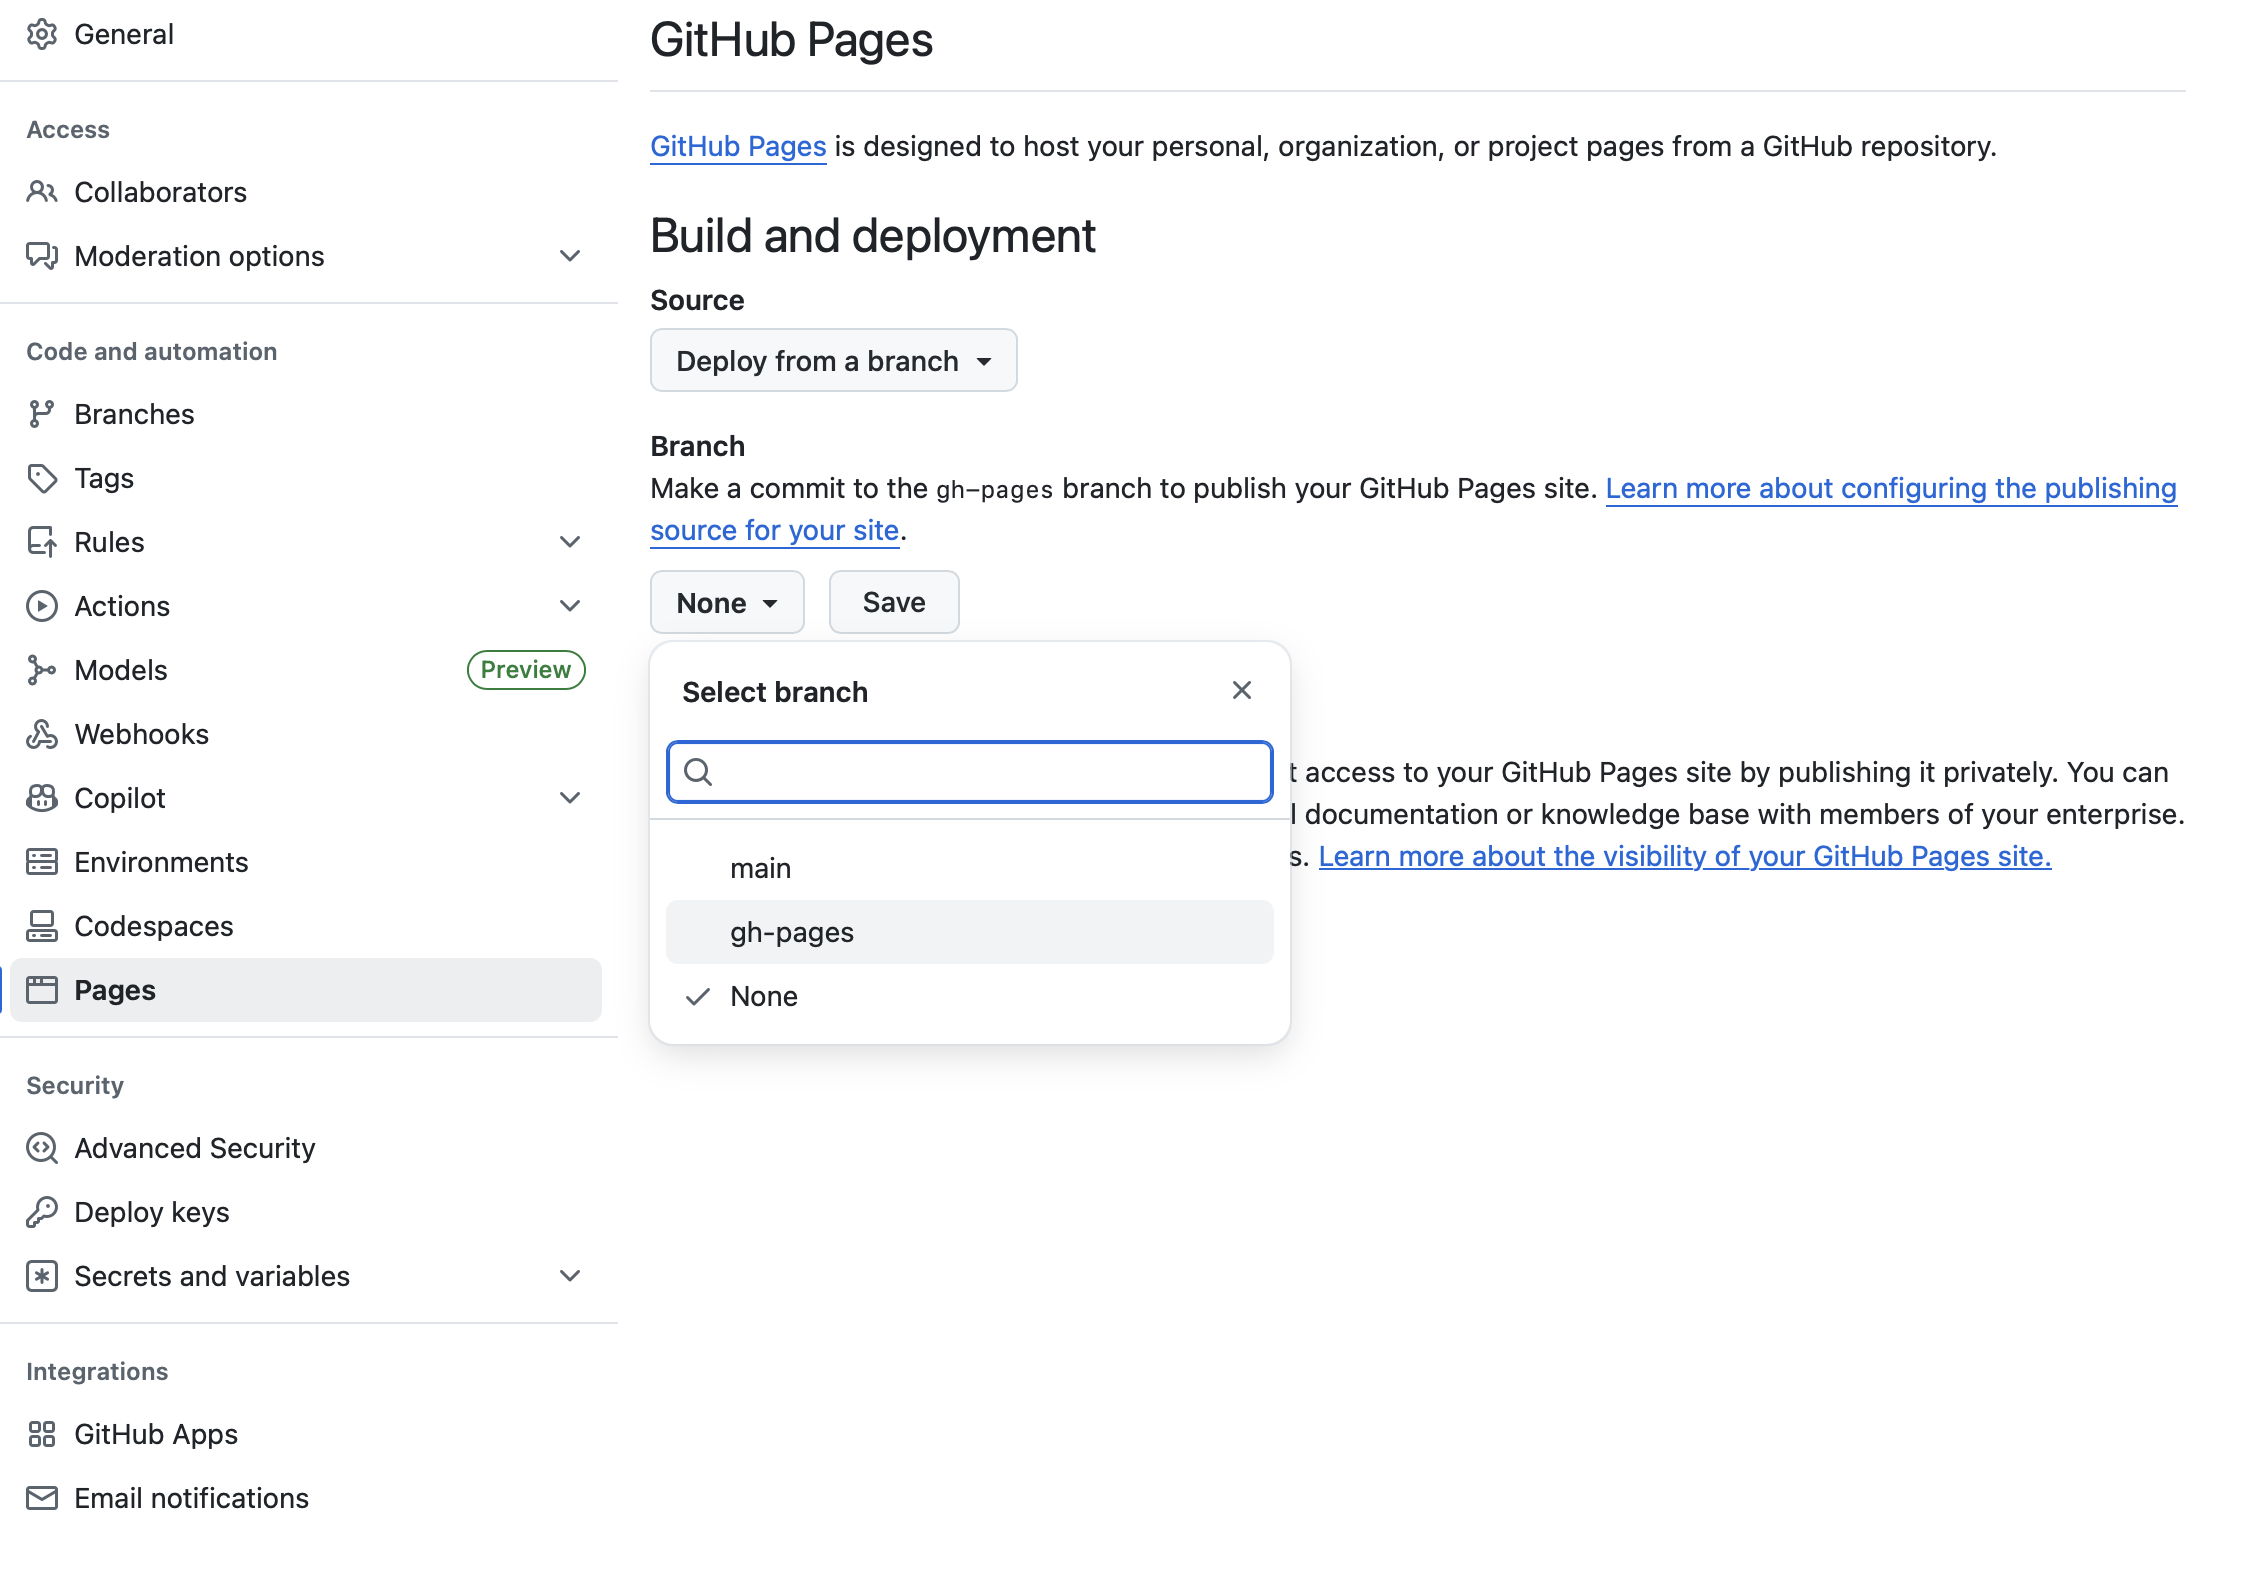 General
Access
Collaborators
Moderation options
Code and automation
Branches
Tags
Rules
Actions
Models
Preview
Webhooks
Copilot
Environments
Codespaces
Pages
Security
Advanced Security
Deploy keys
Secrets and variables
Integrations
GitHub Apps
Email notifications
GitHub Pages
GitHub Pages is designed to host your personal, organization, or project pages from a GitHub repository.
Build and deployment
Source
Deploy from a branch
Branch
Make a commit to the gh-pages branch to publish your GitHub Pages site. Learn more about configuring the publishing
source for your site.
None
Save
Select branch
main
gh-pages
None
access to your GitHub Pages site by publishing it privately. You can
documentation or knowledge base with members of your enterprise.
Learn more about the visibility of your GitHub Pages site.